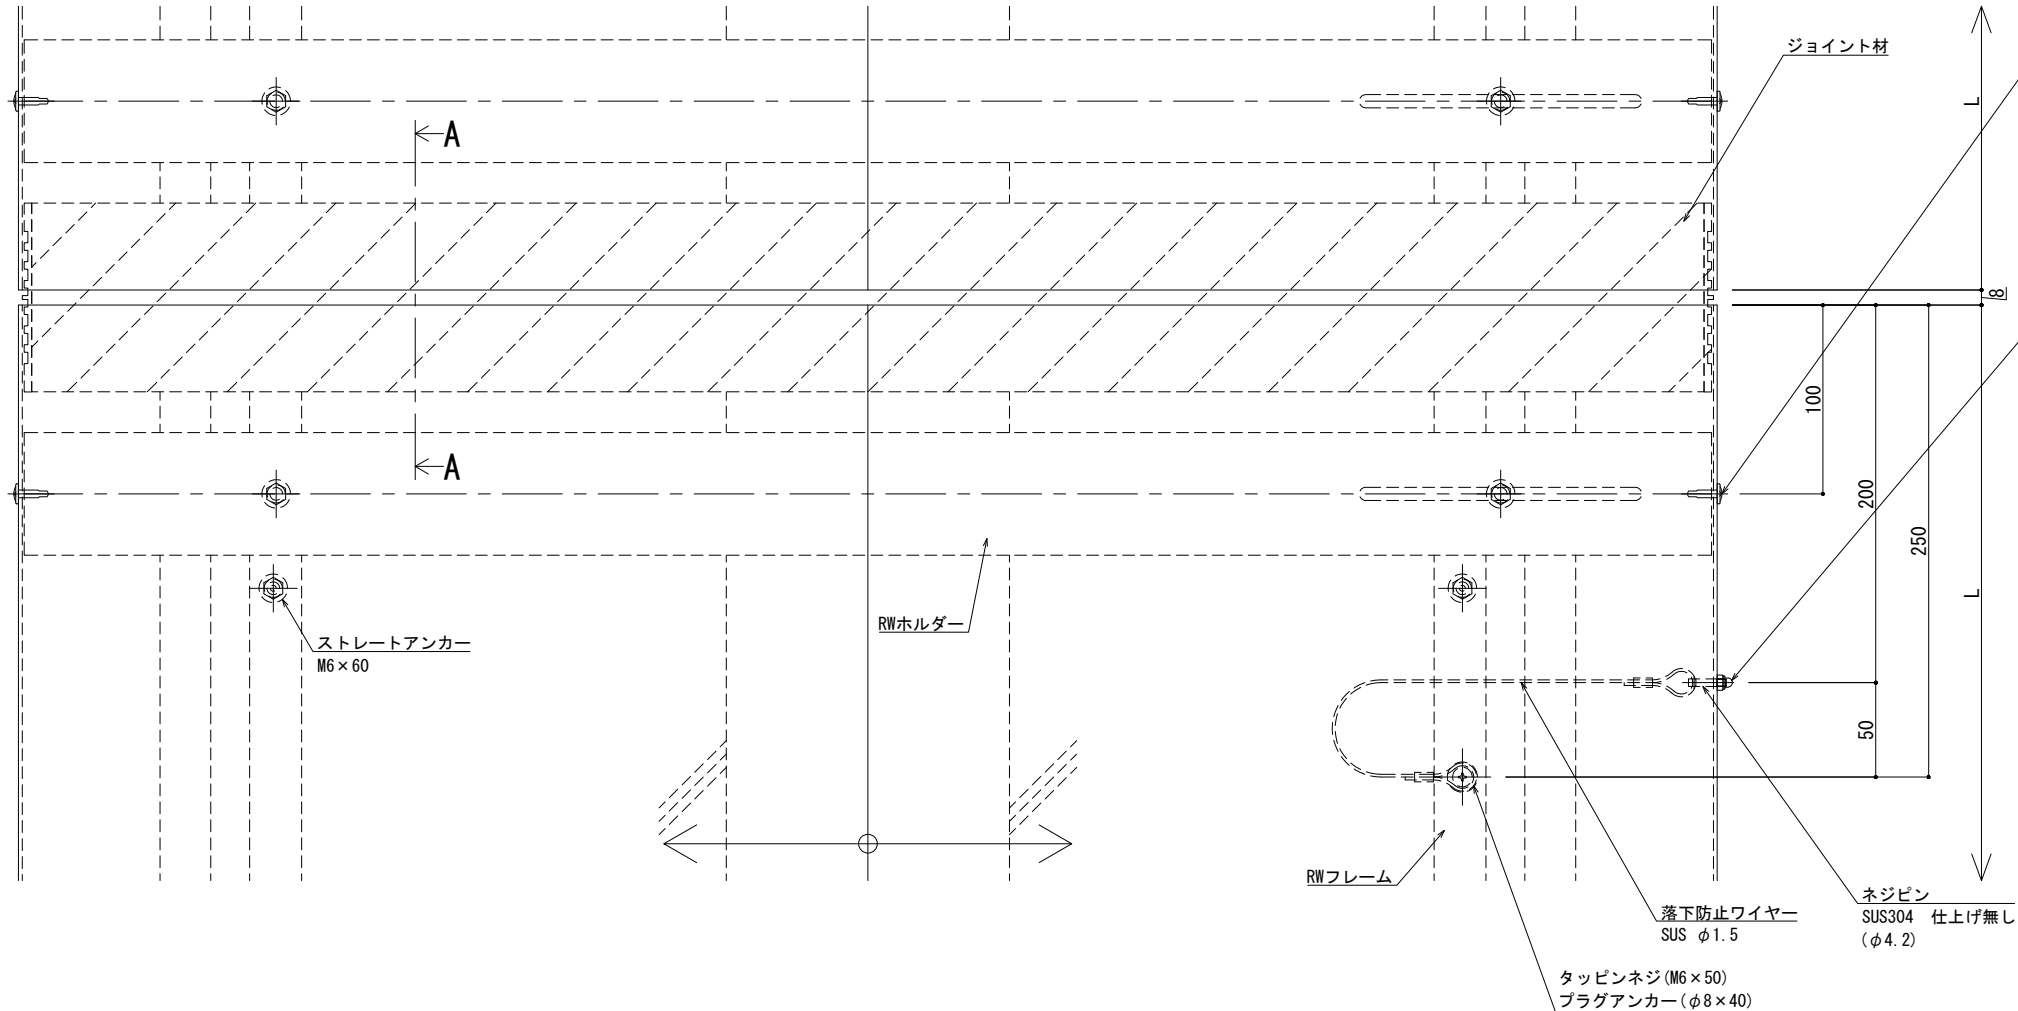 ジョイント材
L
A
8
100
A
200
250
L
RWホルダー
ストレートアンカー
M6×60
50
RWフレーム
ネジピン
SUS304 仕上げ無し
(φ4.2)
落下防止ワイヤー
SUS φ1.5
タッピンネジ(M6×50)
プラグアンカー(φ8×40)